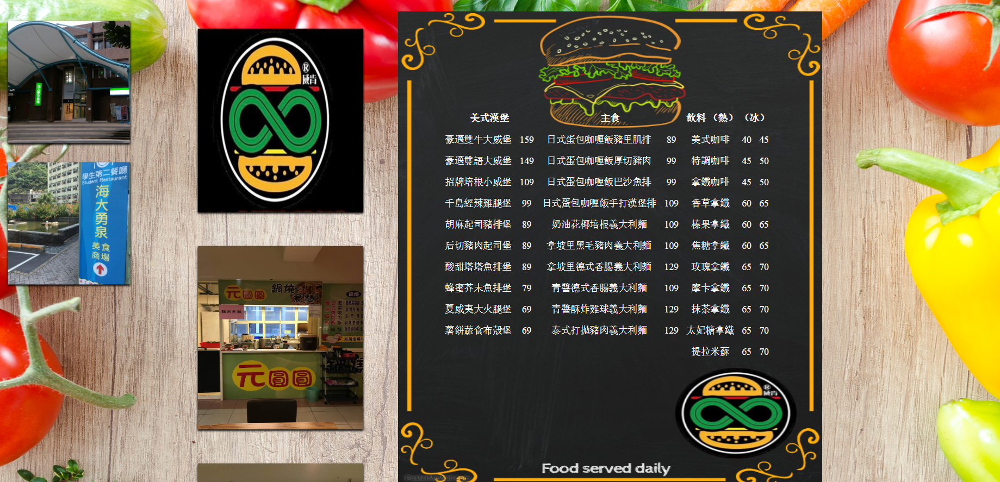 海大夢泉商場
學生第二餐廳
Student Restaurant
海大勇泉
美食
商場
®
威肯
元圓圓
鍋燒
意麵
鍋燒
元圓圓
美式漢堡 主食 飲料 （熱） （冰）
豪邁雙牛大威堡 159 日式蛋包咖喱飯豬里肌排 89 美式咖啡 40 45
豪邁雙語大威堡 149 日式蛋包咖喱飯厚切豬肉 99 特調咖啡 45 50
招牌培根小威堡 109 日式蛋包咖喱飯巴沙魚排 99 拿鐵咖啡 45 50
千島經辣雞腿堡 99 日式蛋包咖喱飯手打漢堡排 109 香草拿鐵 60 65
胡麻起司豬排堡 89 奶油花椰培根義大利麵 109 榛果拿鐵 60 65
后切豬肉起司堡 89 拿坡里黑毛豬肉義大利麵 109 焦糖拿鐵 60 65
酸甜塔塔魚排堡 89 拿坡里德式香腸義大利麵 129 玫瑰拿鐵 65 70
蜂蜜芥末魚排堡 79 青醬德式香腸義大利麵 109 摩卡拿鐵 65 70
夏威夷大火腿堡 69 青醬酥炸雞球義大利麵 129 抹茶拿鐵 65 70
薯餅蔬食布殼堡 69 泰式打拋豬肉義大利麵 129 太妃糖拿鐵 65 70
提拉米蘇 65 70
®
威肯
Food served daily
PosterMyWall.com